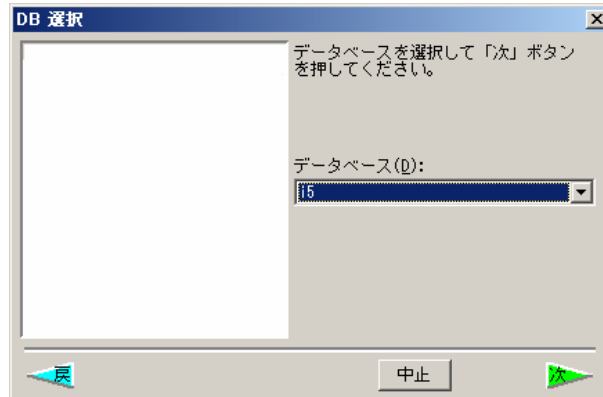 DB 選択
データベースを選択して「次」ボタン
を押してください。
データベース(D):
i5
戻
中止
次